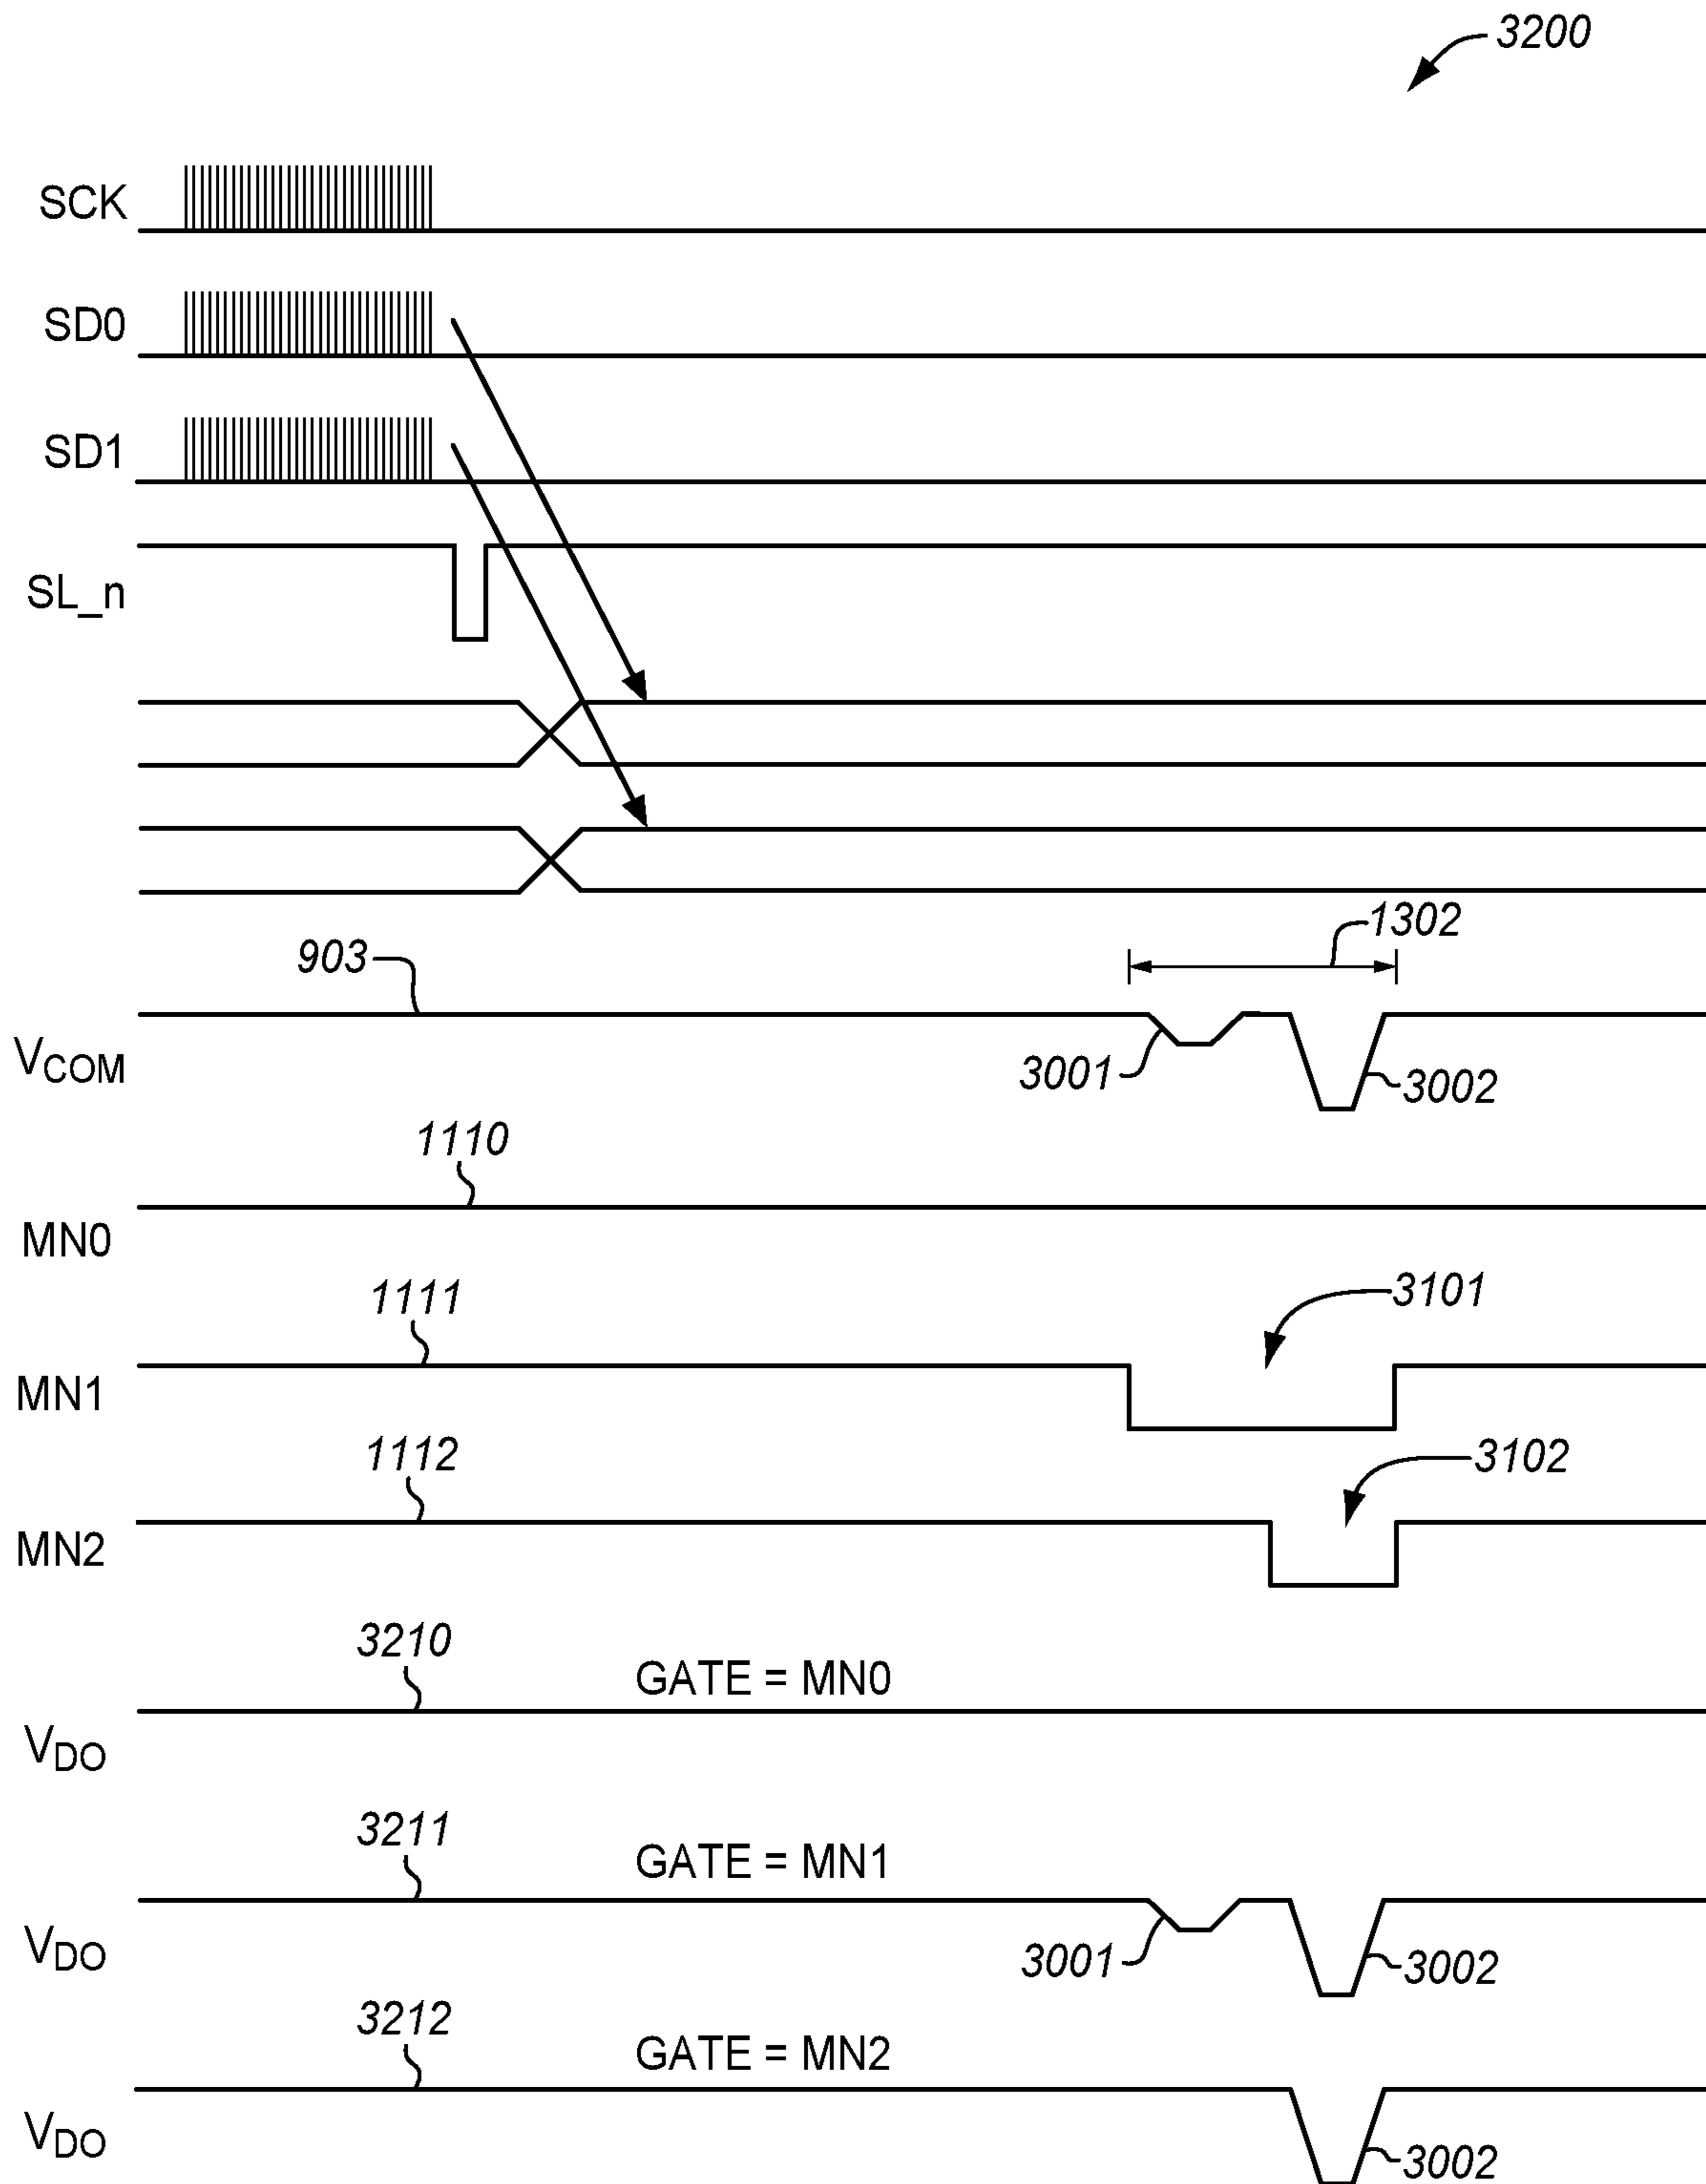 3200
SCK
SD0
SD1
SL_n
1302
903
VCOM
3001
3002
1110
MN0
1111
3101
MN1
1112
3102
MN2
3210
GATE = MN0
VDO
3211
GATE = MN1
VDO
3001
3002
3212
GATE = MN2
VDO
3002